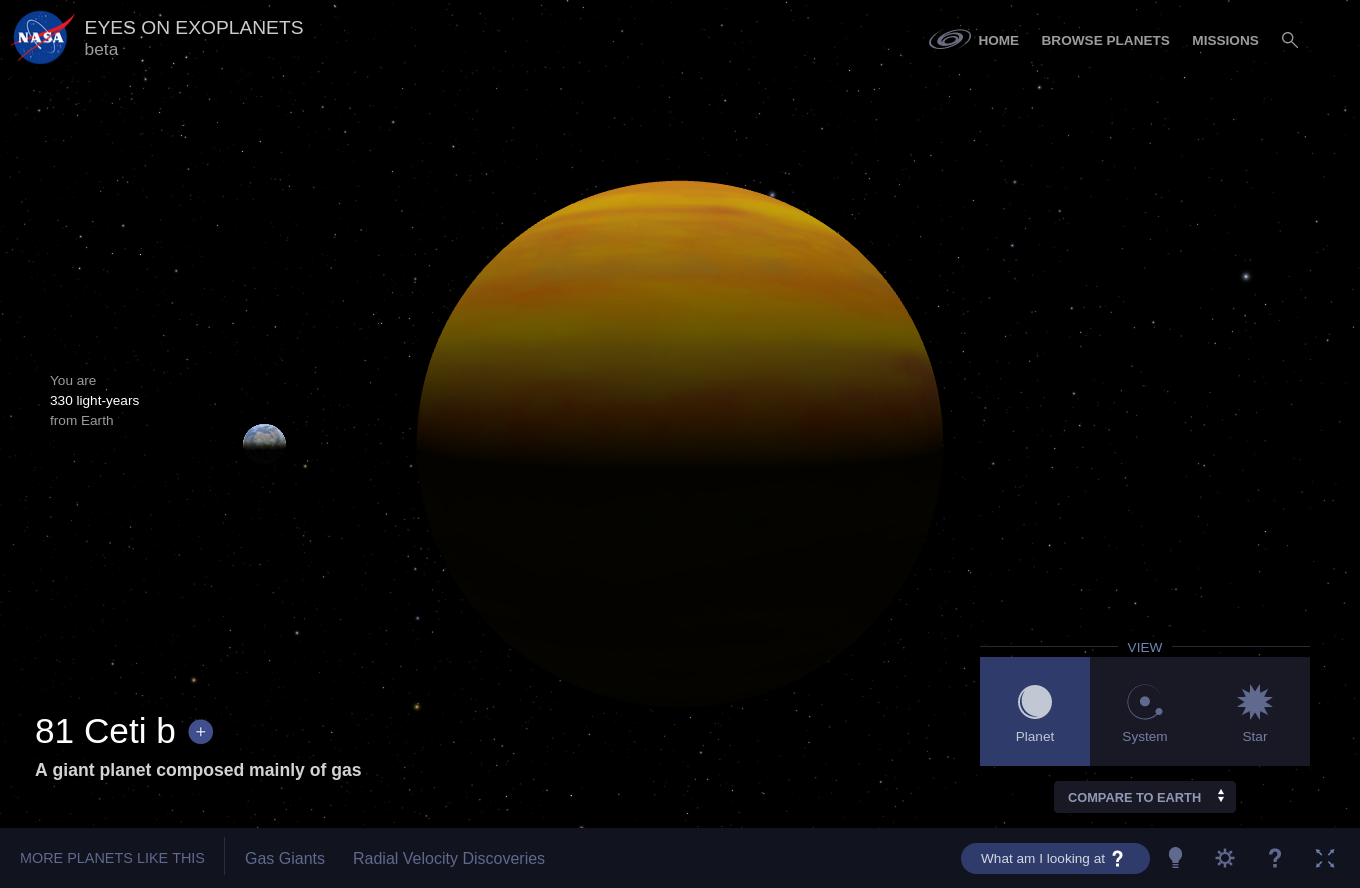 NASA
EYES ON EXOPLANETS
beta
HOME
BROWSE PLANETS
MISSIONS
You are
330 light-years
from Earth
81 Ceti b +
A giant planet composed mainly of gas
VIEW
Planet
System
Star
COMPARE TO EARTH
MORE PLANETS LIKE THIS
Gas Giants
Radial Velocity Discoveries
What am I looking at ?
?